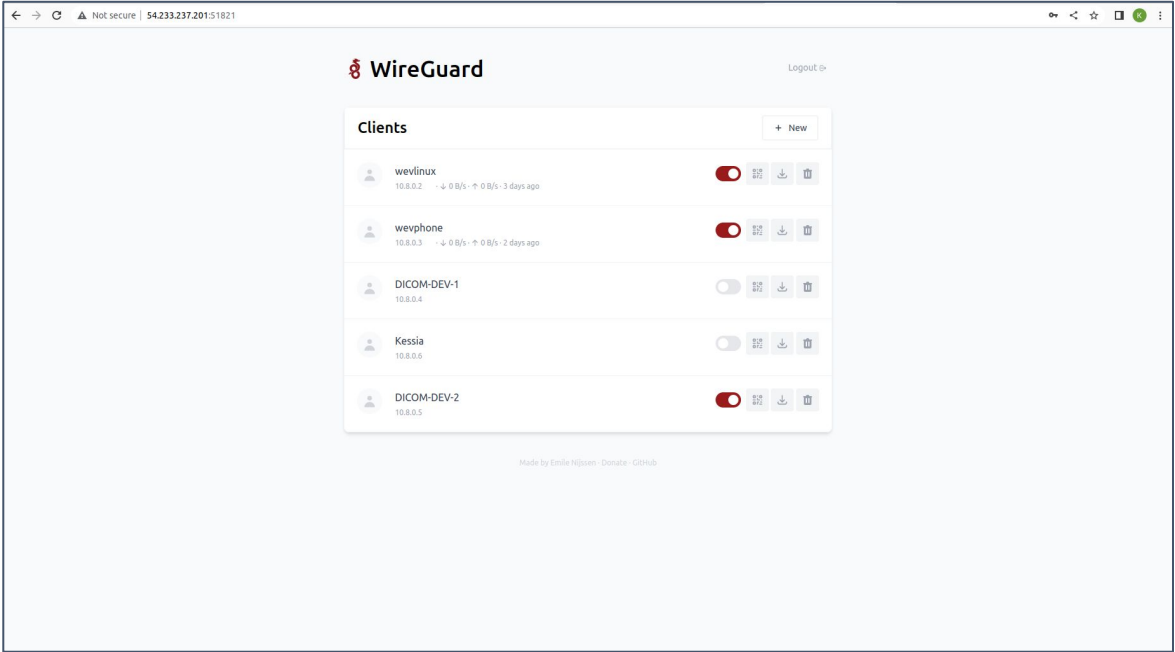 Not secure | 54.233.237.201:51821
K
WireGuard
Logout
Clients
+ New
wevlinux
10.8.0.2 · ↓ 0 B/s · ↑ 0 B/s · 3 days ago
wevphone
10.8.0.3 · ↓ 0 B/s · ↑ 0 B/s · 2 days ago
DICOM-DEV-1
10.8.0.4
Kessia
10.8.0.6
DICOM-DEV-2
10.8.0.5
Made by Emile Nijssen · Donate · GitHub